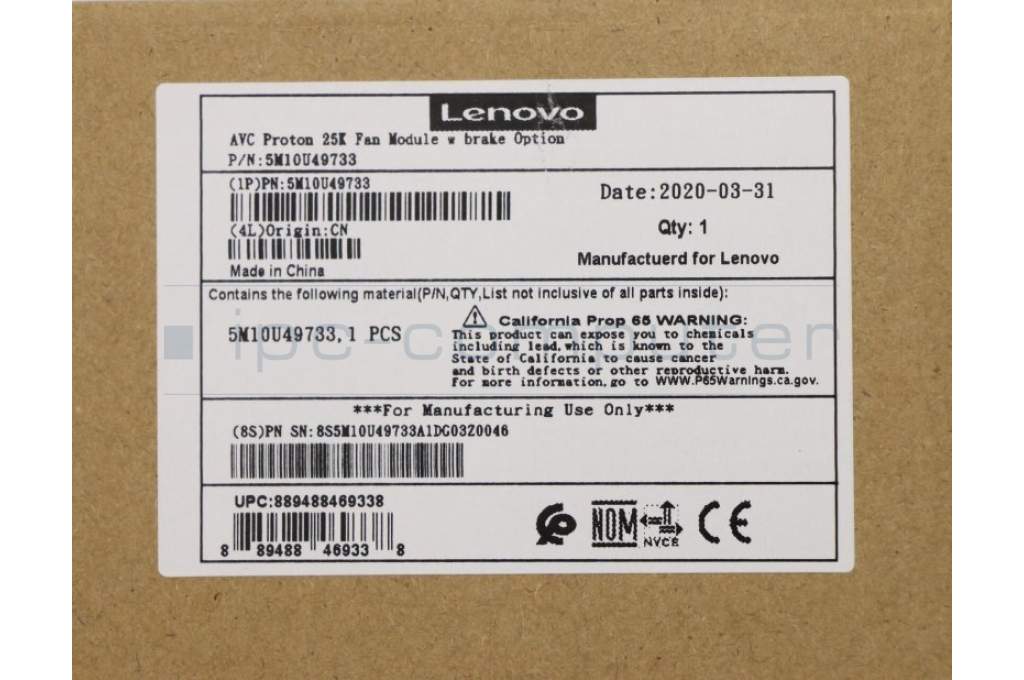 Lenovo
AVC Proton 25K Fan Module w brake Option
P/N:5M10U49733
(1P)PN:5M10U49733
Date:2020-03-31
(4L)Origin:CN
Qty: 1
Made in China
Manufactuerd for Lenovo
Contains the following material(P/N,QTY,List not inclusive of all parts inside):
5M10U49733,1 PCS
California Prop 65 WARNING:
This product can expose you to chemicals
including lead,which is known to the
State of California to cause cancer
and birth defects or other reproductive harm.
For more information,go to WWW.P65Warnings.ca.gov.
ipc-computer
***For Manufacturing Use Only***
(8S)PN SN:8S5M10U49733A1DG03Z0046
UPC:889488469338
8 89488 46933 8
NOM
NYCE
CE